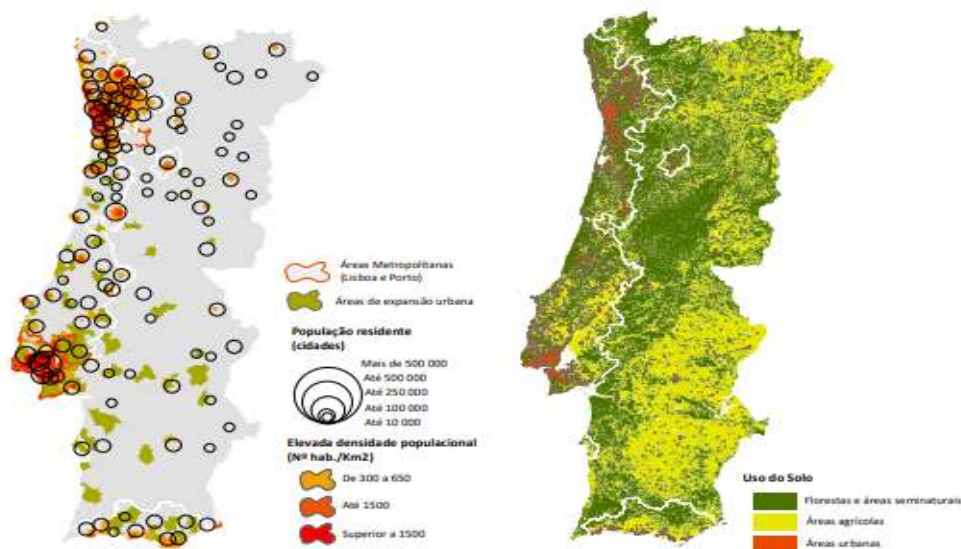 Áreas Metropolitanas
(Lisboa e Porto)
Áreas de expansão urbana
População residente
(cidades)
Mais de 500 000
Até 500 000
Até 250 000
Até 100 000
Até 10 000
Elevada densidade populacional
(Nº hab./Km2)
De 300 a 650
Até 1500
Superior a 1500
Uso do Solo
Florestas e áreas seminaturais
Áreas agrícolas
Áreas urbanas